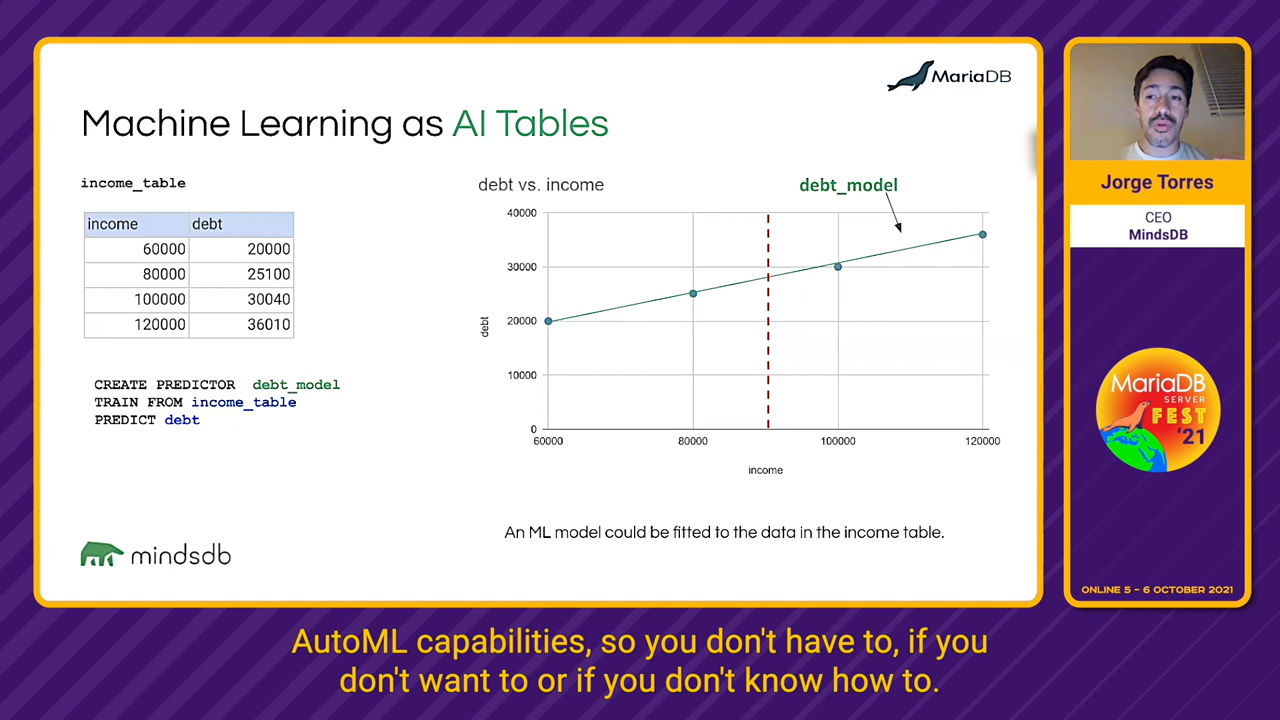 MariaDB
Machine Learning as AI Tables
income_table
income debt
60000 20000
80000 25100
100000 30040
120000 36010
CREATE PREDICTOR debt_model
TRAIN FROM income_table
PREDICT debt
mindsdb
debt vs. income
debt_model
40000
30000
20000
10000
0
debt
60000 80000 100000 120000
income
An ML model could be fitted to the data in the income table.
Jorge Torres
CEO
MindsDB
MariaDB
SERVER
FEST
'21
ONLINE 5 - 6 OCTOBER 2021
AutoML capabilities, so you don't have to, if you
don't want to or if you don't know how to.